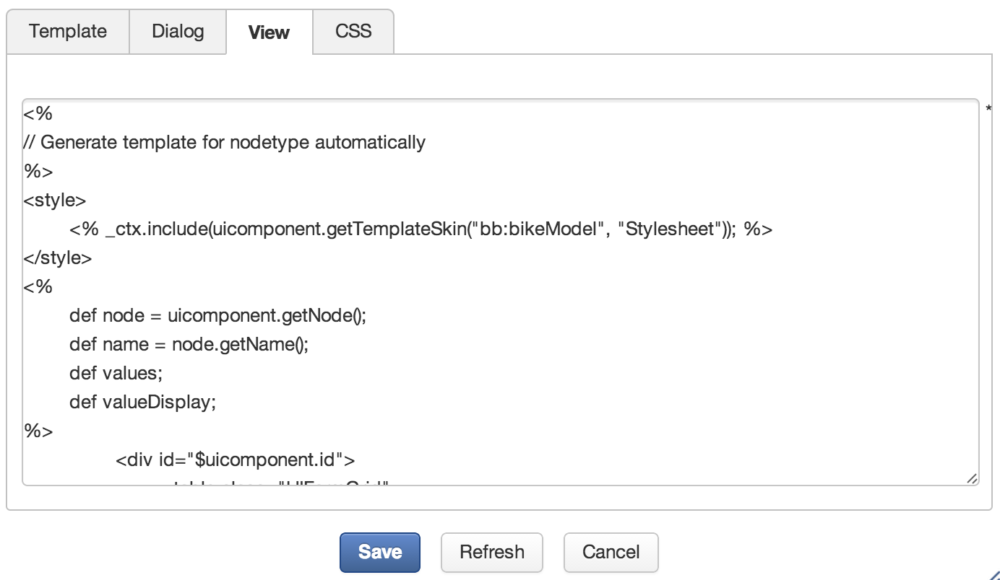 Template Dialog View CSS
<%
*
// Generate template for nodetype automatically
%>
<style>
<% _ctx.include(uicomponent.getTemplateSkin("bb:bikeModel", "Stylesheet")); %>
</style>
<%
def node = uicomponent.getNode();
def name = node.getName();
def values;
def valueDisplay;
%>
<div id="$uicomponent.id">
Save Refresh Cancel